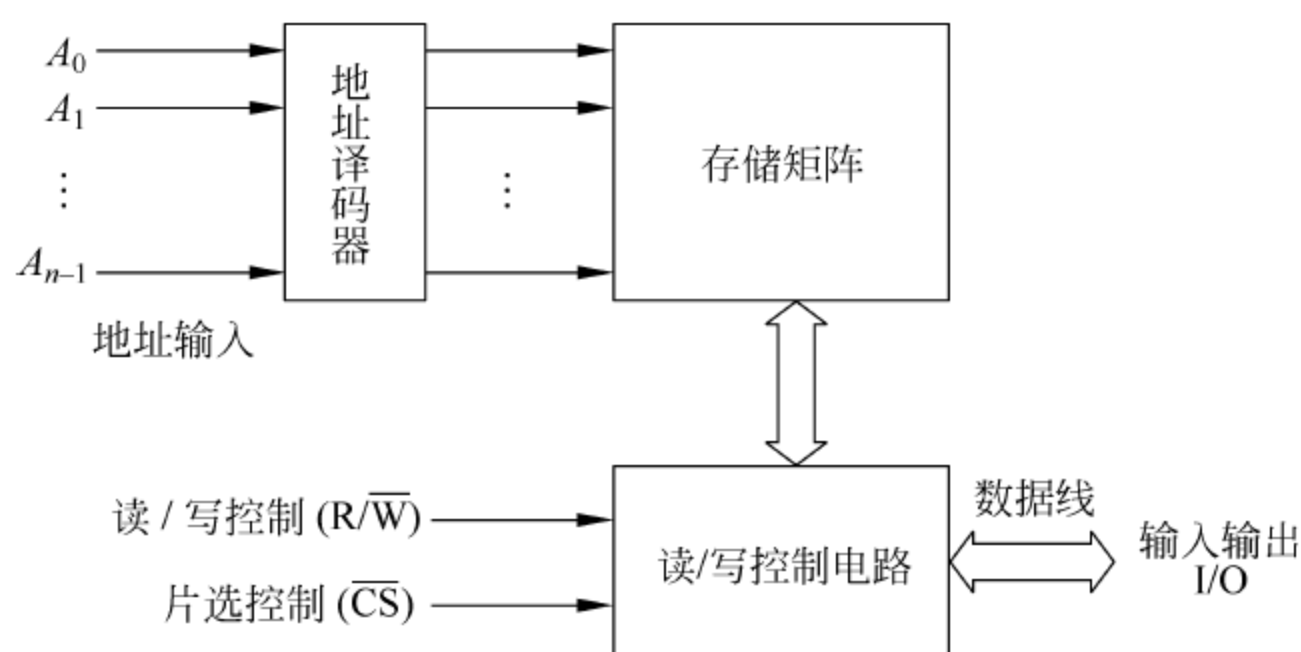 A₀
A₁
⋮
Aₙ₋₁
地址输入
地址译码器
⋮
存储矩阵
读 / 写控制 (R/W̅)
片选控制 (C̅S̅)
读/写控制电路
数据线
输入输出
I/O